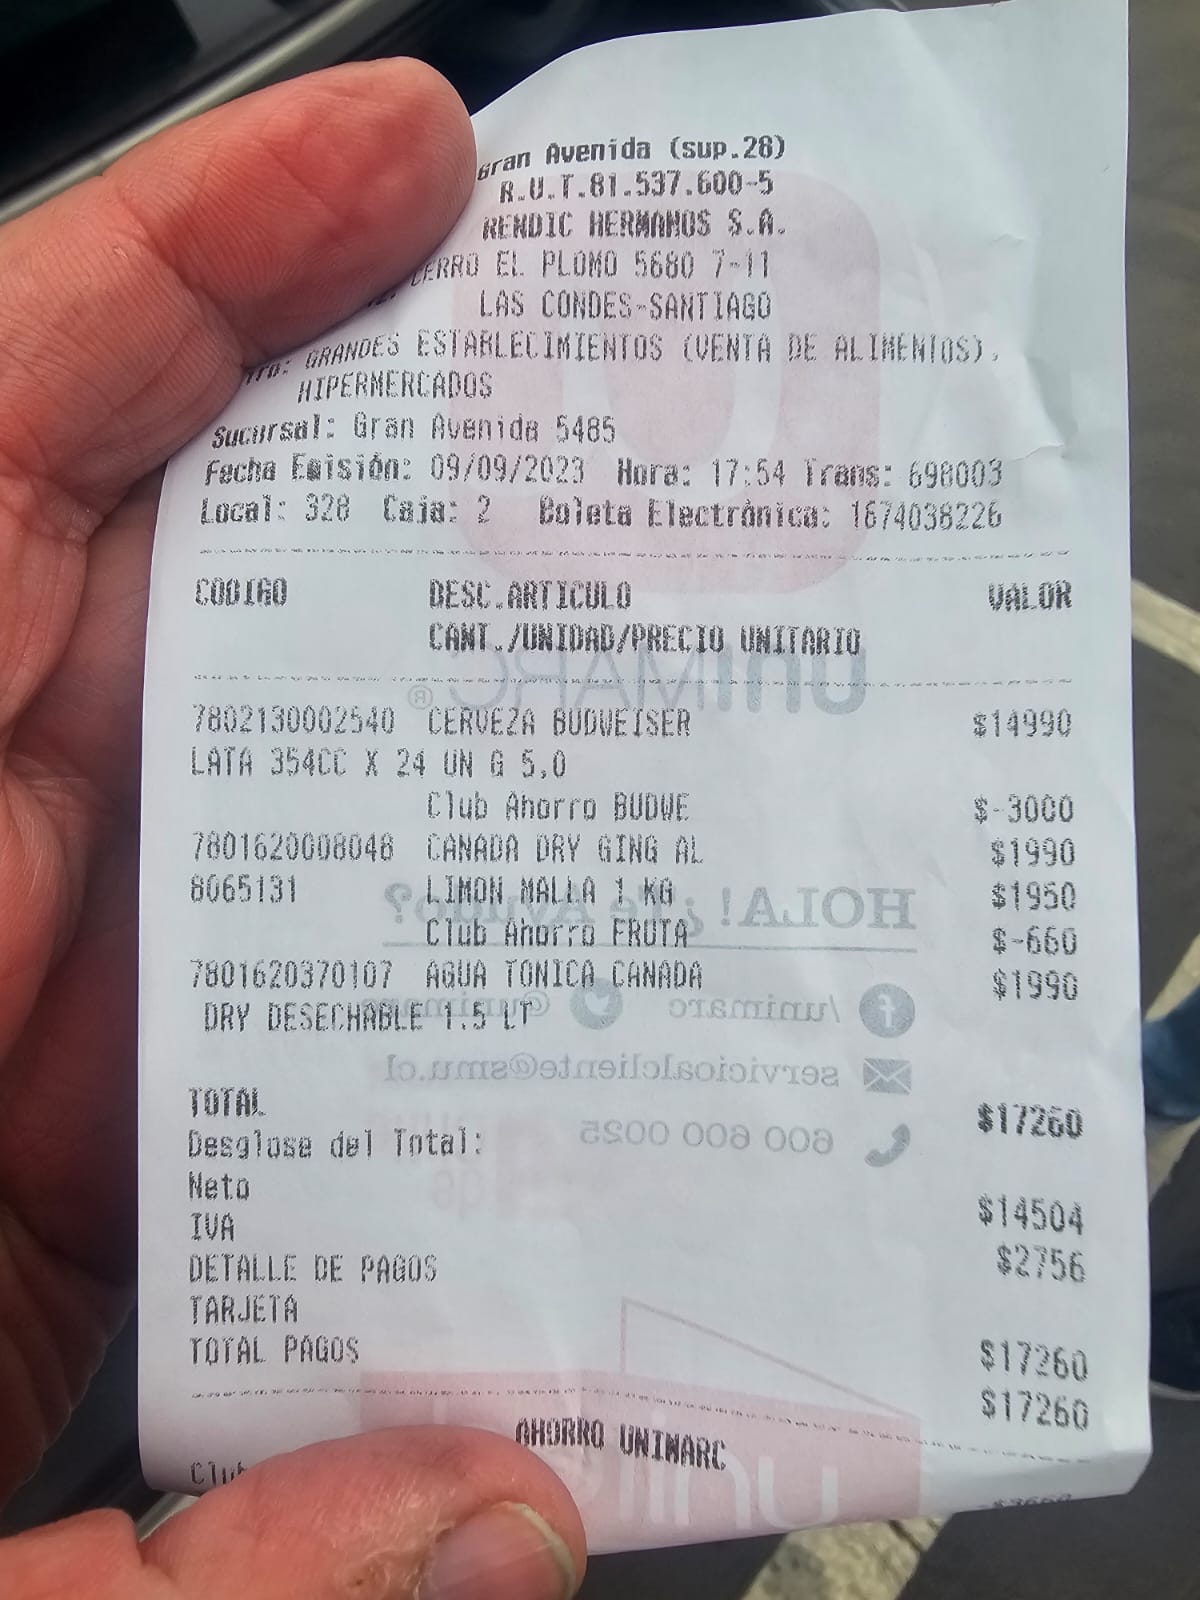 Gran Avenida (sup.28)
R.U.T.81.537.600-5
RENDIC HERMANOS S.A.
CERRO EL PLOMO 5680 7-11
LAS CONDES-SANTIAGO
GRANDES ESTABLECIMIENTOS (VENTA DE ALIMENTOS),
HIPERMERCADOS
Sucursal: Gran Avenida 5485
Fecha Emisión: 09/09/2023 Hora: 17:54 Trans: 698003
Local: 328 Caja: 2 Boleta Electrónica: 1674038226
CODIGO DESC.ARTICULO VALOR
CANT./UNIDAD/PRECIO UNITARIO
uniMARC®
7802130002540 CERVEZA BUDWEISER $14990
LATA 354CC X 24 UN G 5,0
Club Ahorro BUDWE $-3000
7801620008048 CANADA DRY GING AL $1990
8065131 LIMON MALLA 1 KG $1950
HOLA! ¿Te Ayudo?
Club Ahorro FRUTA $-660
7801620370107 AGUA TONICA CANADA $1990
/unimarc @unimarc
DRY DESECHABLE 1.5 LT
servicioalcliente@smu.cl
TOTAL $17260
600 600 0025
Desglose del Total:
Neto $14504
IVA $2756
DETALLE DE PAGOS
TARJETA $17260
TOTAL PAGOS $17260
AHORRO UNIMARC
Club